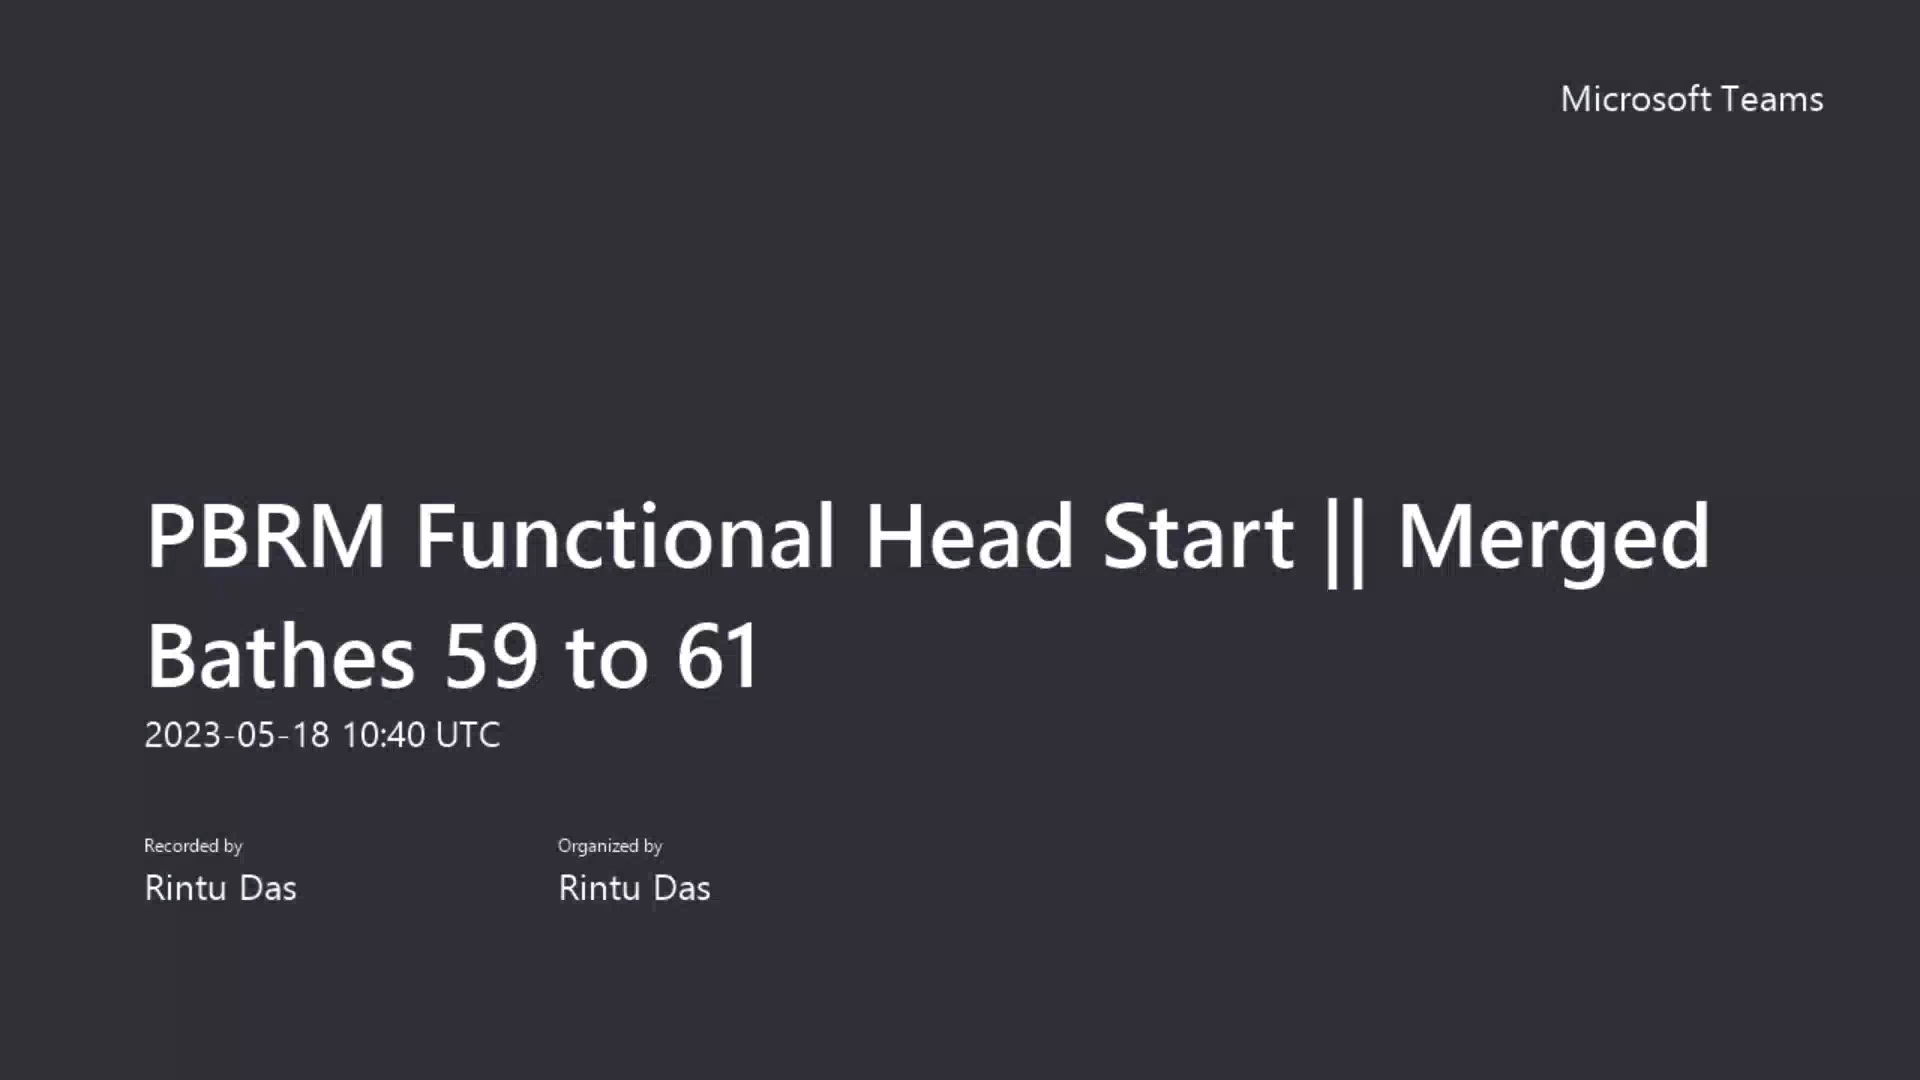 Microsoft Teams
PBRM Functional Head Start || Merged
Bathes 59 to 61
2023-05-18 10:40 UTC
Recorded by
Organized by
Rintu Das
Rintu Das